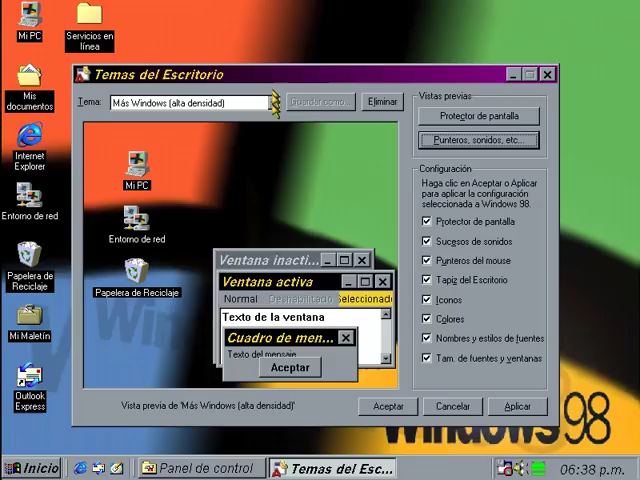 Mi PC
Servicios en
línea
Mis
documentos
Internet
Explorer
Entorno de red
Papelera de
Reciclaje
Mi Maletín
Outlook
Express
Temas del Escritorio
Tema:
Más Windows (alta densidad)
Guardar como...
Eliminar
Vistas previas
Protector de pantalla
Punteros, sonidos, etc...
Mi PC
Entorno de red
Papelera de Reciclaje
Ventana inacti...
Ventana activa
Normal
Deshabilitado
Seleccionado
Texto de la ventana
Cuadro de men...
Texto del mensaje
Aceptar
Configuración
Haga clic en Aceptar o Aplicar
para aplicar la configuración
seleccionada a Windows 98.
Protector de pantalla
Sucesos de sonidos
Punteros del mouse
Tapiz del Escritorio
Iconos
Colores
Nombres y estilos de fuentes
Tam. de fuentes y ventanas
Vista previa de 'Más Windows (alta densidad)'
Aceptar
Cancelar
Aplicar
Windows 98
Inicio
Panel de control
Temas del Esc...
06:38 p.m.